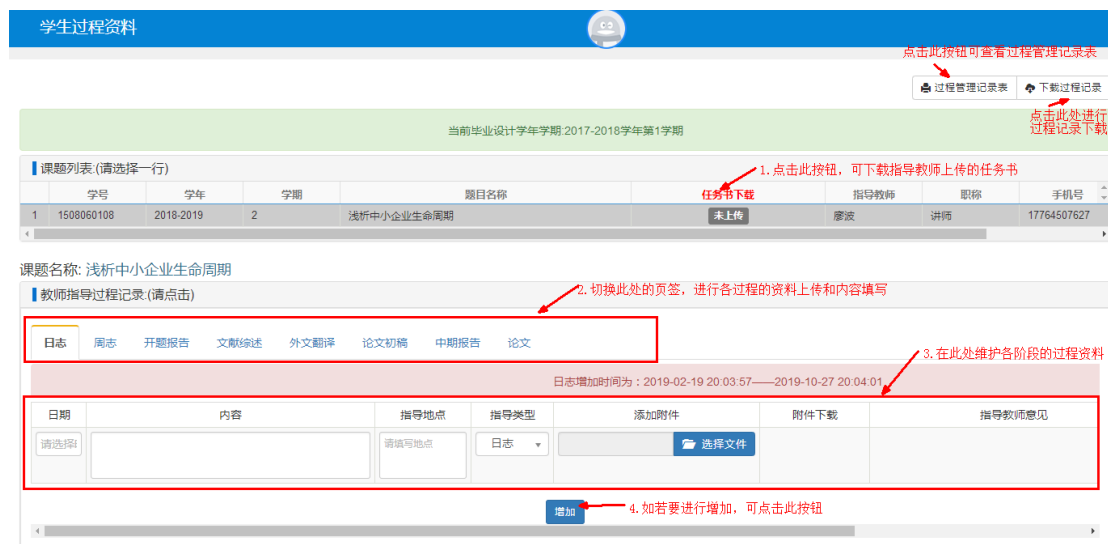 学生过程资料
点击此按钮可查看过程管理记录表
过程管理记录表 下载过程记录
点击此处进行
过程记录下载
当前毕业设计学年学期:2017-2018学年第1学期
课题列表:(请选择一行)
1.点击此按钮，可下载指导教师上传的任务书
学号 学年 学期 题目名称 任务书下载 指导教师 职称 手机号
1 1508060108 2018-2019 2 浅析中小企业生命周期 未上传 廖波 讲师 17764507627
课题名称: 浅析中小企业生命周期
教师指导过程记录:(请点击)
2.切换此处的页签，进行各过程的资料上传和内容填写
日志 周志 开题报告 文献综述 外文翻译 论文初稿 中期报告 论文
3.在此处维护各阶段的过程资料
日志增加时间为：2019-02-19 20:03:57——2019-10-27 20:04:01
日期 内容 指导地点 指导类型 添加附件 附件下载 指导教师意见
请选择 请填写地点 日志 选择文件
增加
4.如若要进行增加，可点击此按钮